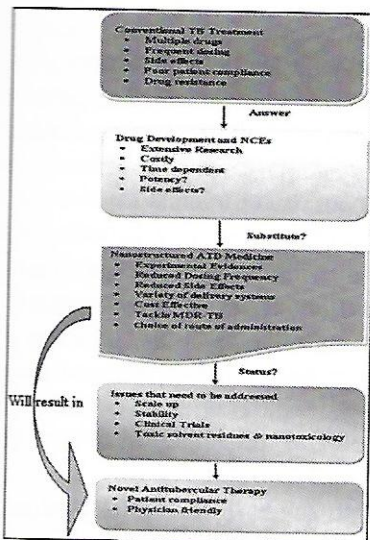 Conventional TB Treatment
• Multiple drugs
• Frequent dosing
• Side effects
• Poor patient compliance
• Drug resistance
Answer
Drug Development and NCEs
• Extensive Research
• Costly
• Time dependent
• Potency?
• Side effects?
Substitute?
Nanostructured ATD Medicine
• Experimental Evidences
• Reduced Dosing Frequency
• Reduced Side Effects
• Variety of delivery systems
• Cost Effective
• Tackle MDR-TB
• Choice of route of administration
Status?
Will result in
Issues that need to be addressed
• Scale up
• Stability
• Clinical Trials
• Toxic solvent residues & nanotoxicology
Novel Antitubercular Therapy
• Patient compliance
• Physician friendly